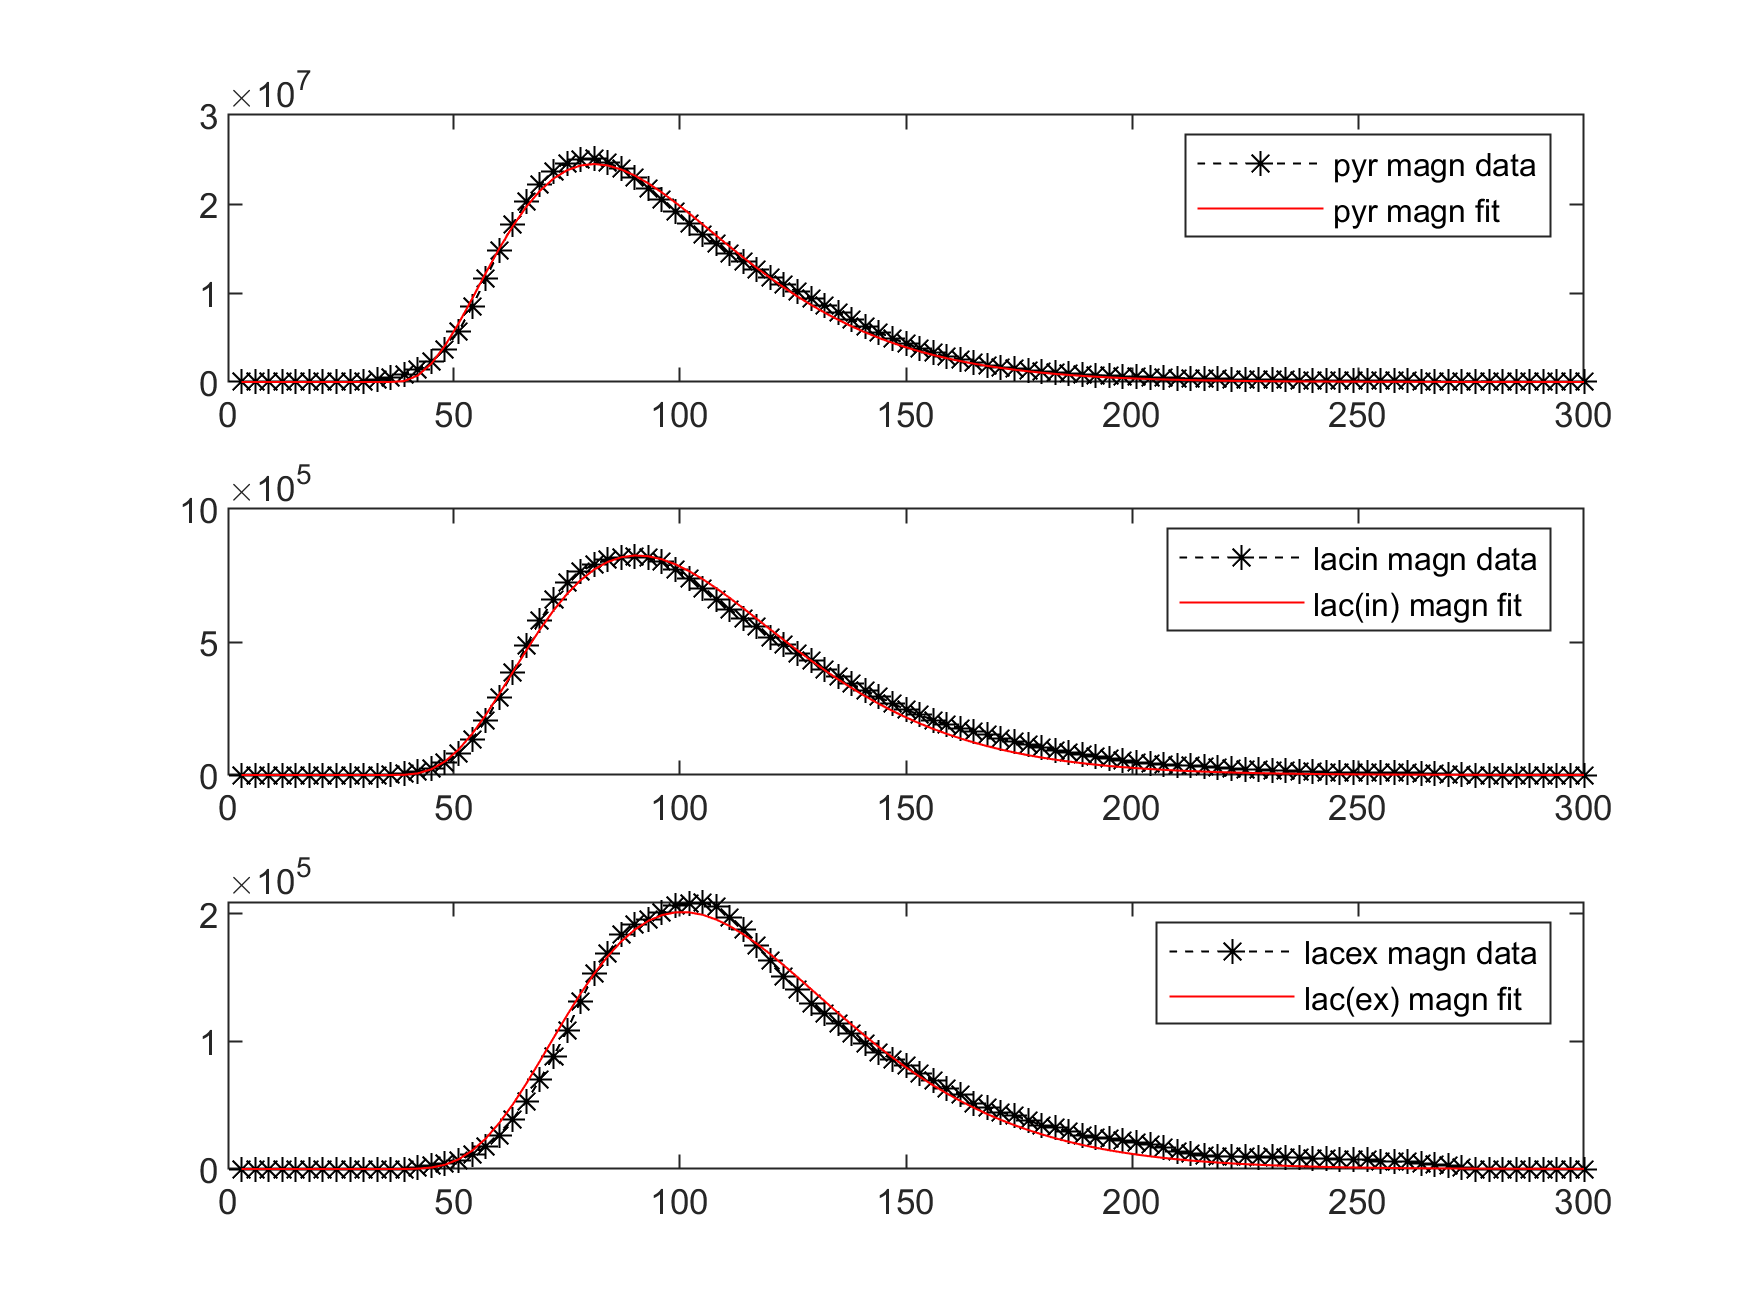 ×10^7
3
2
1
0
pyr magn data
pyr magn fit
0 50 100 150 200 250 300
×10^5
10
5
0
lacin magn data
lac(in) magn fit
0 50 100 150 200 250 300
×10^5
2
1
0
lacex magn data
lac(ex) magn fit
0 50 100 150 200 250 300